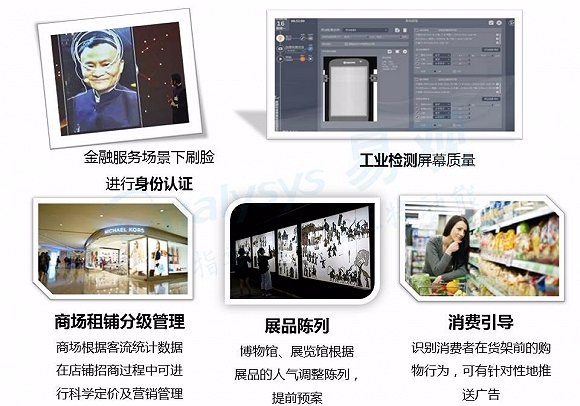 金融服务场景下刷脸
进行身份认证
工业检测屏幕质量
MICHAEL KORS
商场租铺分级管理
商场根据客流统计数据
在店铺招商过程中可进
行科学定价及营销管理
展品陈列
博物馆、展览馆根据
展品的人气调整陈列，
提前预案
消费引导
识别消费者在货架前的购
物行为，可有针对性地推
送广告